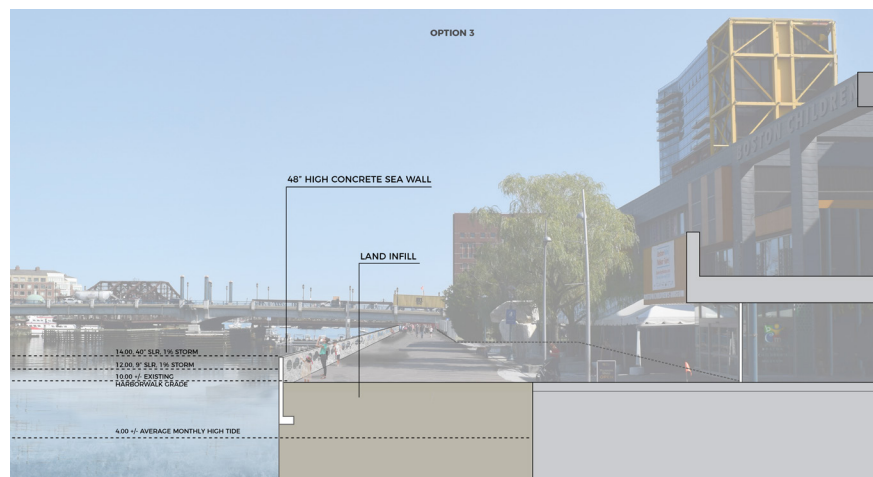 OPTION 3
48" HIGH CONCRETE SEA WALL
LAND INFILL
BOSTON CHILDREN
14.00, 40" SLR, 1% STORM
12.00, 9" SLR, 1% STORM
10.00 +/- EXISTING
HARBORWALK GRADE
4.00 +/- AVERAGE MONTHLY HIGH TIDE